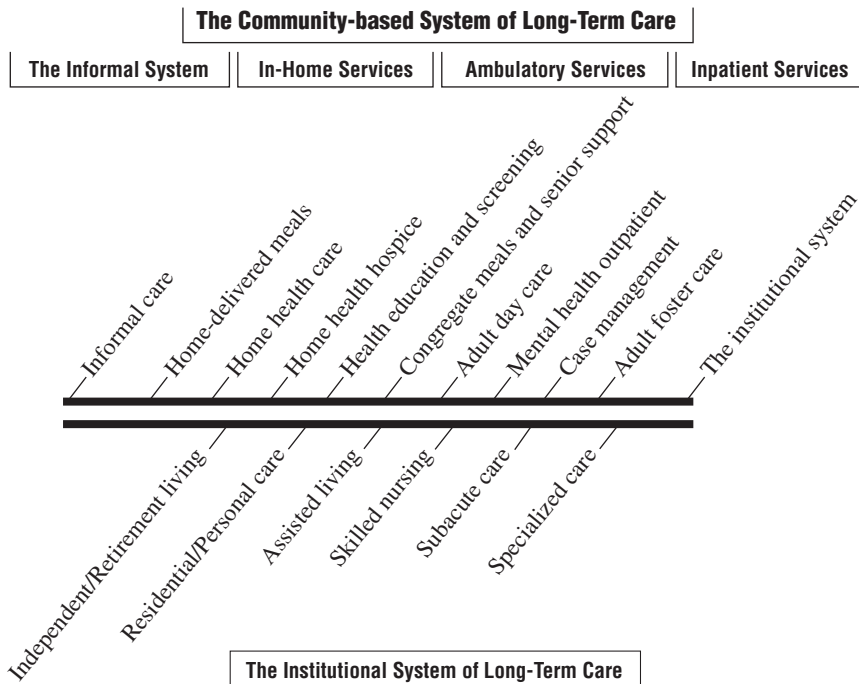 The Community-based System of Long-Term Care
The Informal System
In-Home Services
Ambulatory Services
Inpatient Services
Informal care
Home-delivered meals
Home health care
Home health hospice
Health education and screening
Congregate meals and senior support
Adult day care
Mental health outpatient
Case management
Adult foster care
The institutional system
Independent/Retirement living
Residential/Personal care
Assisted living
Skilled nursing
Subacute care
Specialized care
The Institutional System of Long-Term Care